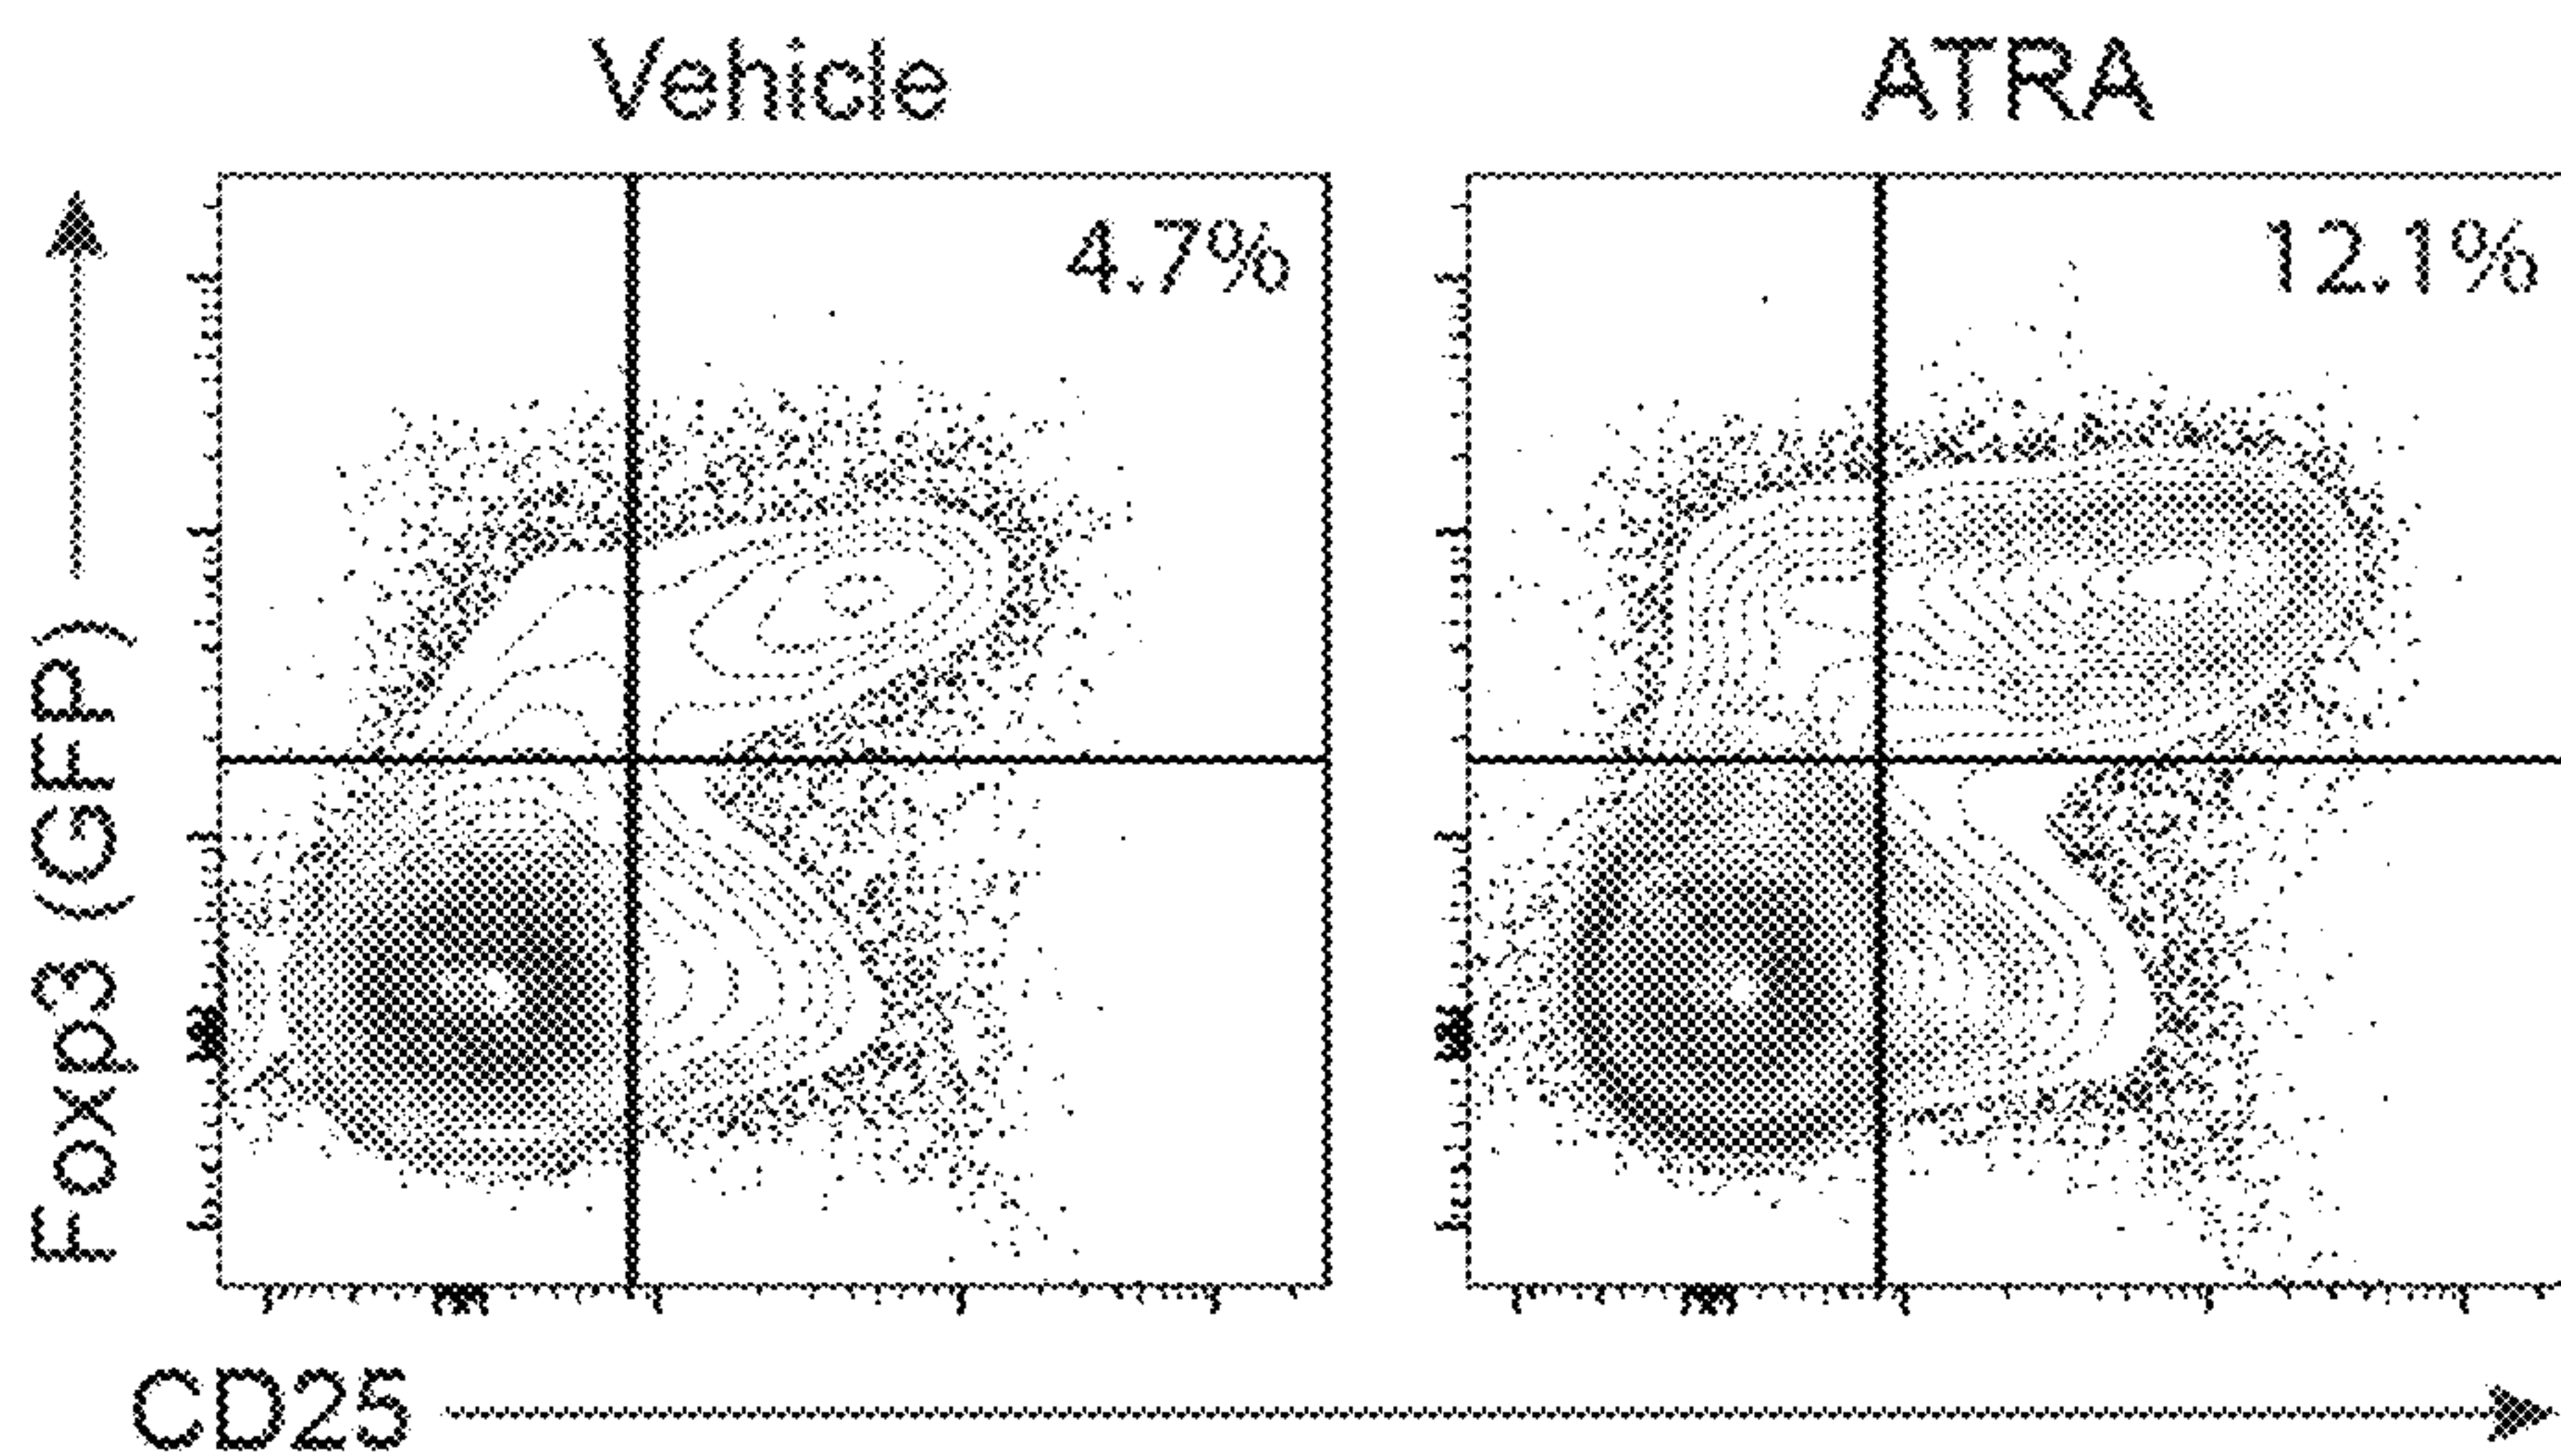 Vehicle
ATRA
4.7%
12.1%
Foxp3 (GFP)
CD25